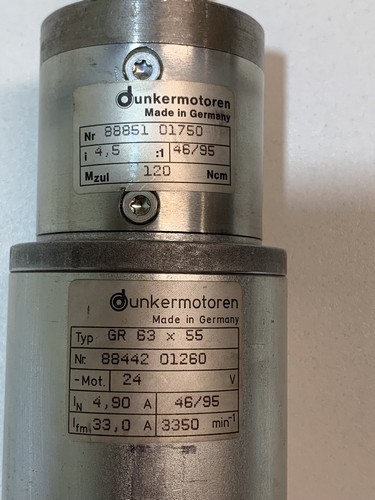 dunkermotoren
Made in Germany
Nr 88851 01750
i 4,5 :1 46/95
Mzul 120 Ncm
dunkermotoren
Made in Germany
Typ GR 63 x 55
Nr. 88442 01260
-Mot. 24 V
IN 4,90 A 46/95
Ifmi 33,0 A 3350 min-1